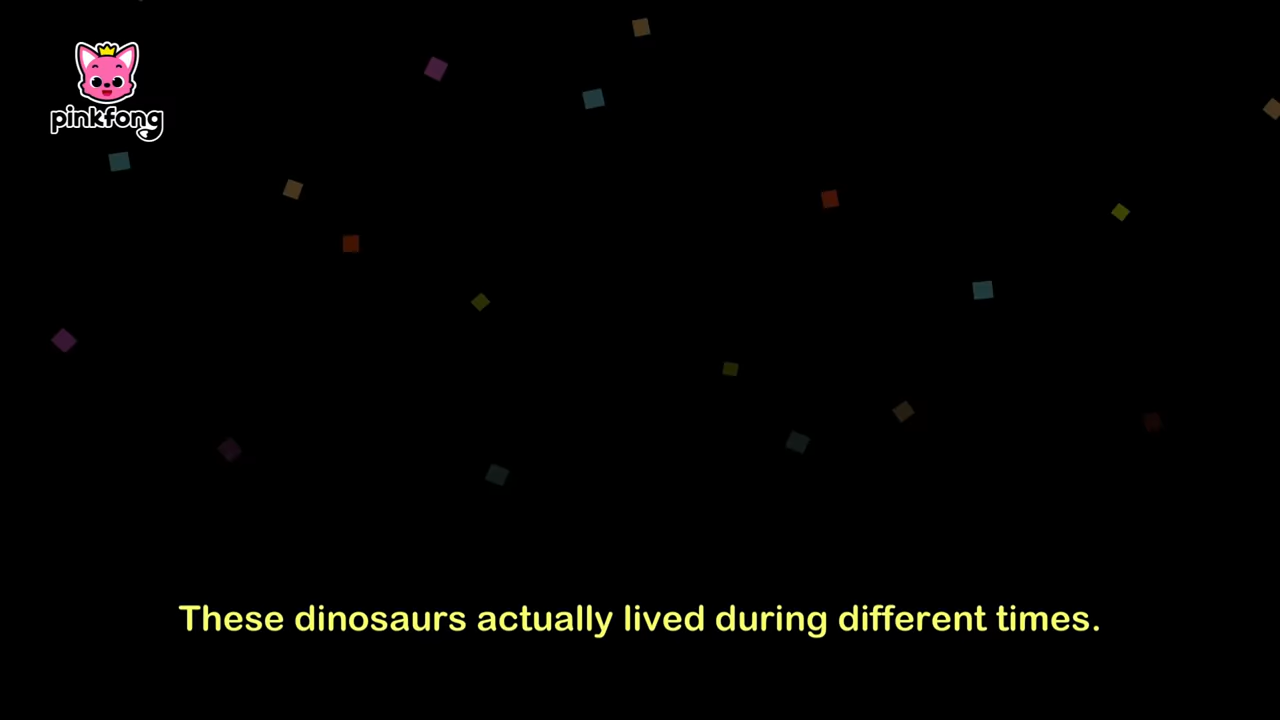 pinkfong
These dinosaurs actually lived during different times.